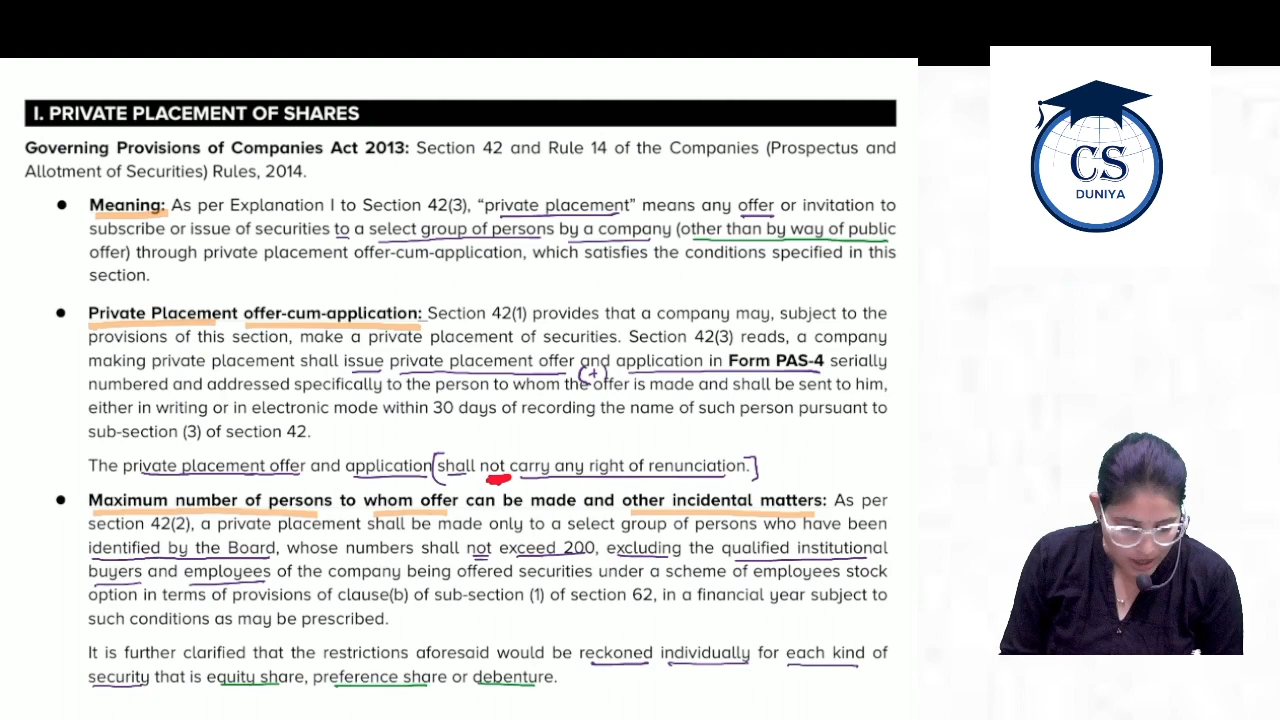 I. PRIVATE PLACEMENT OF SHARES
Governing Provisions of Companies Act 2013: Section 42 and Rule 14 of the Companies (Prospectus and
Allotment of Securities) Rules, 2014.
● Meaning: As per Explanation I to Section 42(3), “private placement” means any offer or invitation to
subscribe or issue of securities to a select group of persons by a company (other than by way of public
offer) through private placement offer-cum-application, which satisfies the conditions specified in this
section.
● Private Placement offer-cum-application: Section 42(1) provides that a company may, subject to the
provisions of this section, make a private placement of securities. Section 42(3) reads, a company
making private placement shall issue private placement offer and application in Form PAS-4 serially
(+)
numbered and addressed specifically to the person to whom the offer is made and shall be sent to him,
either in writing or in electronic mode within 30 days of recording the name of such person pursuant to
sub-section (3) of section 42.
The private placement offer and application shall not carry any right of renunciation.
● Maximum number of persons to whom offer can be made and other incidental matters: As per
section 42(2), a private placement shall be made only to a select group of persons who have been
identified by the Board, whose numbers shall not exceed 200, excluding the qualified institutional
buyers and employees of the company being offered securities under a scheme of employees stock
option in terms of provisions of clause(b) of sub-section (1) of section 62, in a financial year subject to
such conditions as may be prescribed.
It is further clarified that the restrictions aforesaid would be reckoned individually for each kind of
security that is equity share, preference share or debenture.
CS
DUNIYA